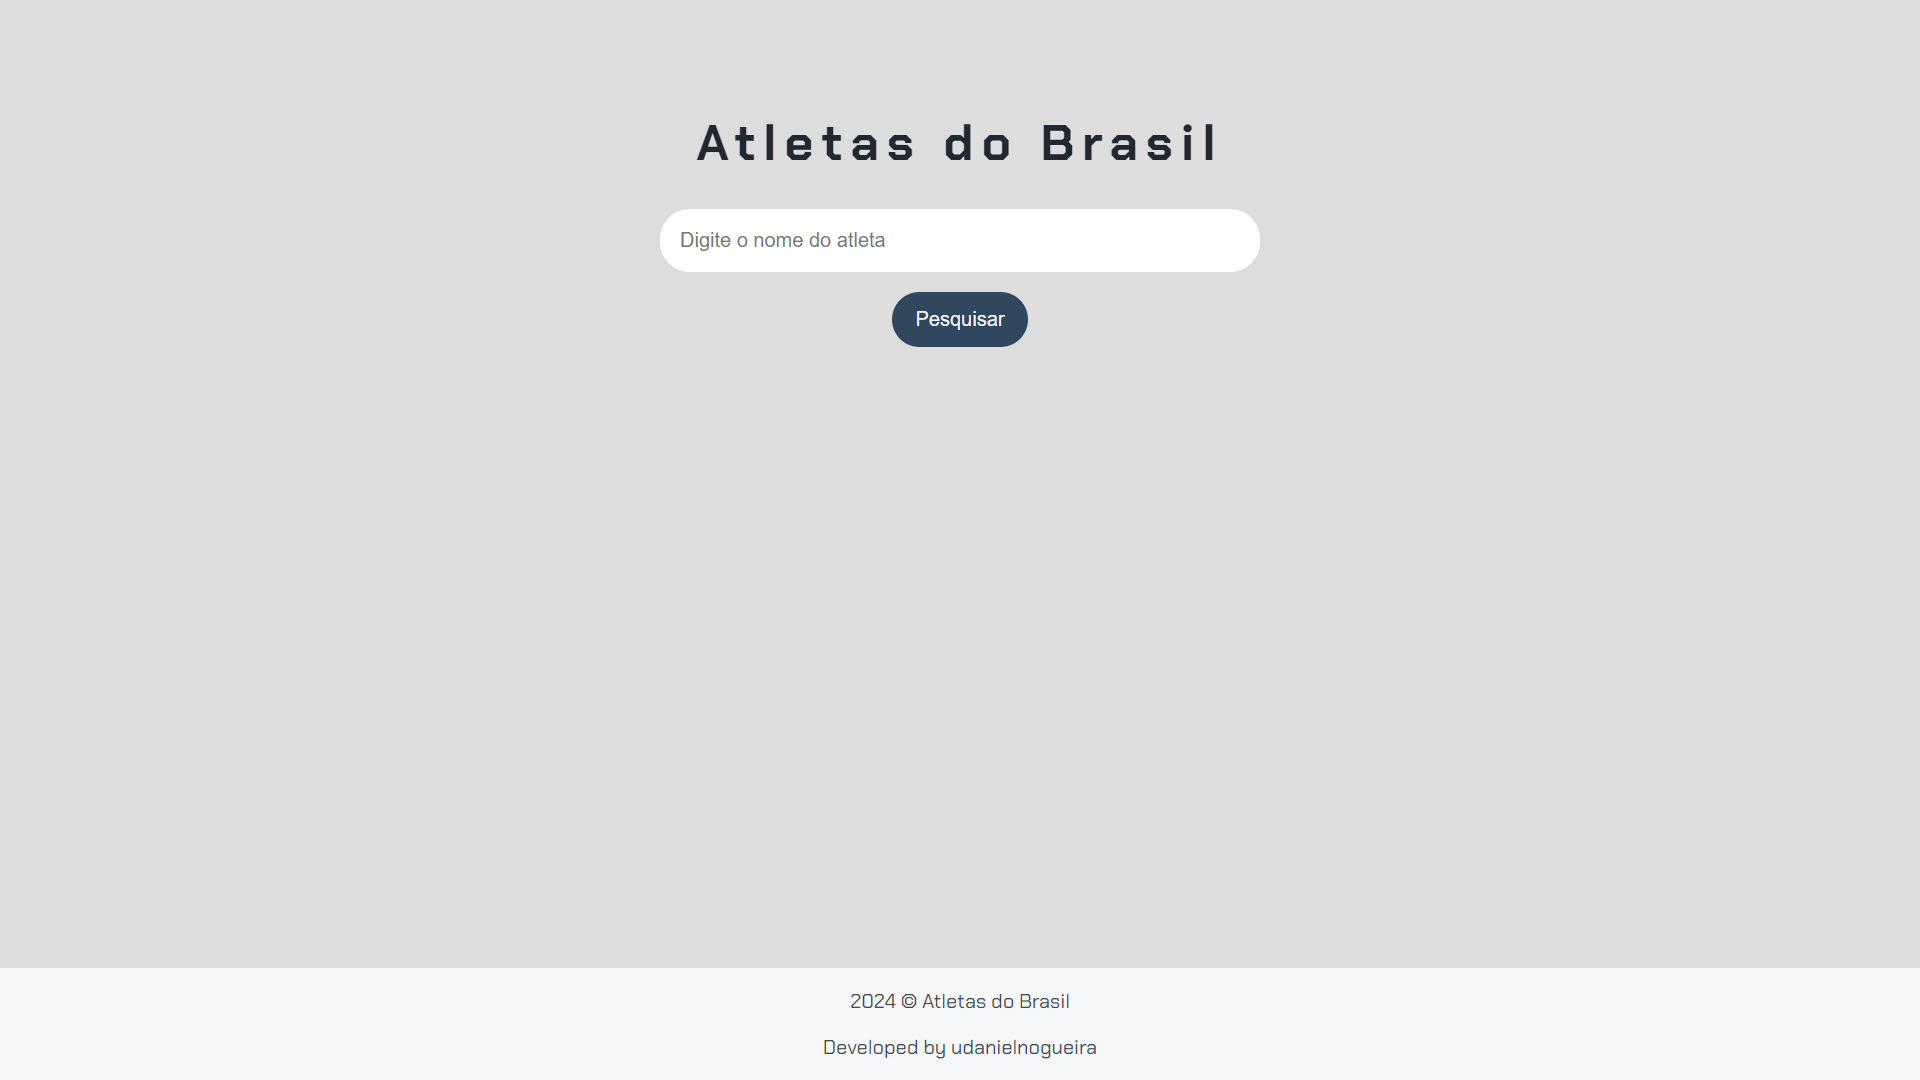 Atletas do Brasil
Digite o nome do atleta
Pesquisar
2024 © Atletas do Brasil
Developed by udanielnogueira